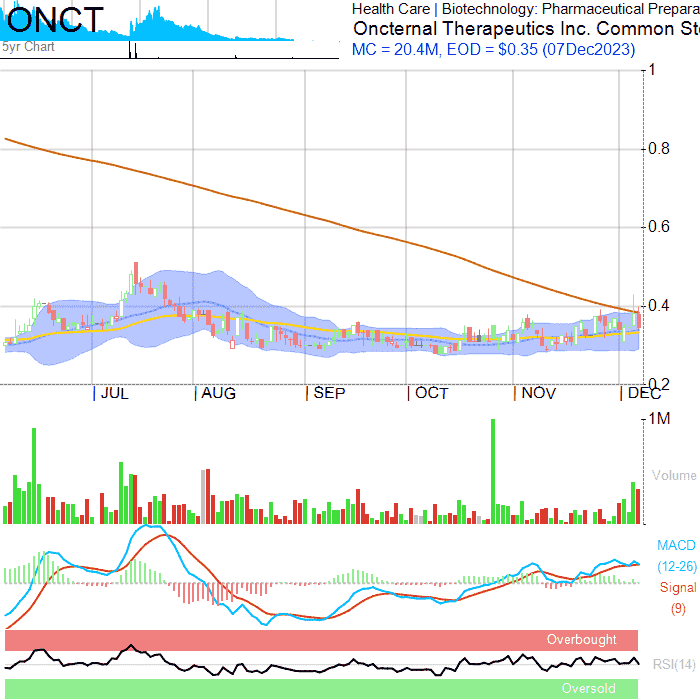 ONCT
5yr Chart
Health Care | Biotechnology: Pharmaceutical Prepara
Oncternal Therapeutics Inc. Common Sto
MC = 20.4M, EOD = $0.35 (07Dec2023)
1
0.8
0.6
0.4
0.2
JUL AUG SEP OCT NOV DEC
1M
Volume
MACD
(12-26)
Signal
(9)
Overbought
RSI(14)
Oversold